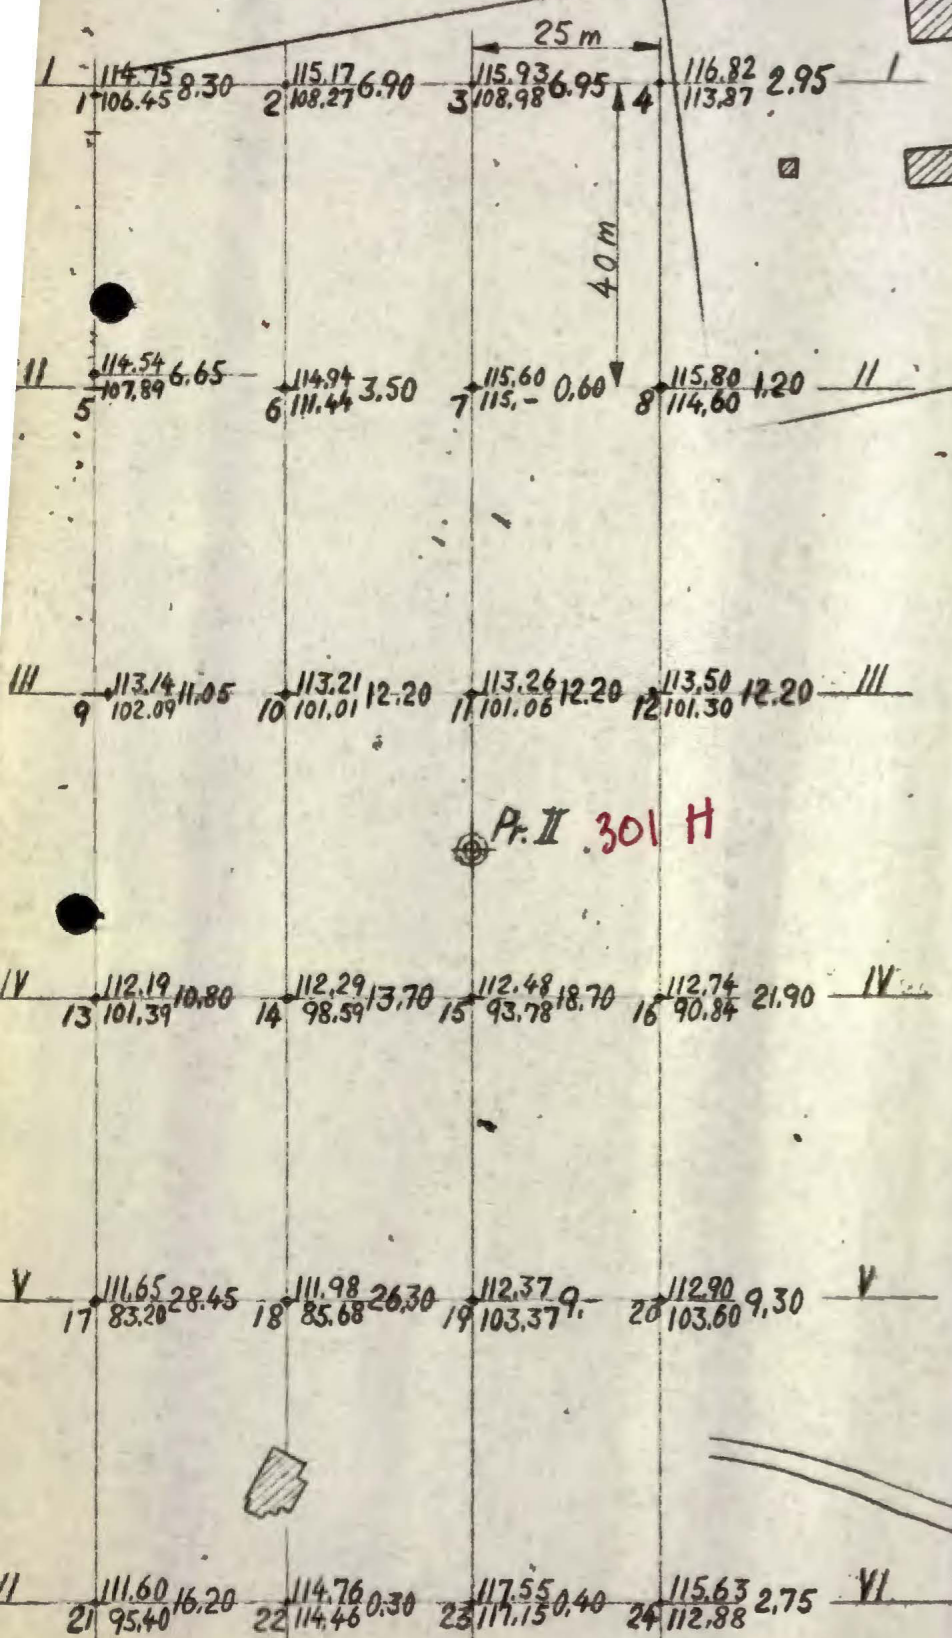 25 m
I 114.75 8.30 115.17 6.90 115.93 6.95 116.82 2.95 I
1 106.45 2 108.27 3 108.98 4 113.87
40 m
II 114.54 6.65 114.94 3.50 115.60 0.60 115.80 1.20 II
5 107.89 6 111.44 7 115,- 8 114.60
III 113.14 11.05 113.21 12.20 113.26 12.20 113.50 12.20 III
9 102.09 10 101.01 11 101.06 12 101.30
Pr. II 301 H
IV 112.19 10.80 112.29 13.70 112.48 18.70 112.74 21.90 IV
13 101.39 14 98.59 15 93.78 16 90.84
V 111.65 28.45 111.98 26.30 112.37 9.- 112.90 9.30 V
17 83.20 18 85.68 19 103.37 20 103.60
111.60 16.20 114.76 0.30 117.55 0.40 115.63 2.75 VI
21 95.40 22 114.46 23 117.15 24 112.88